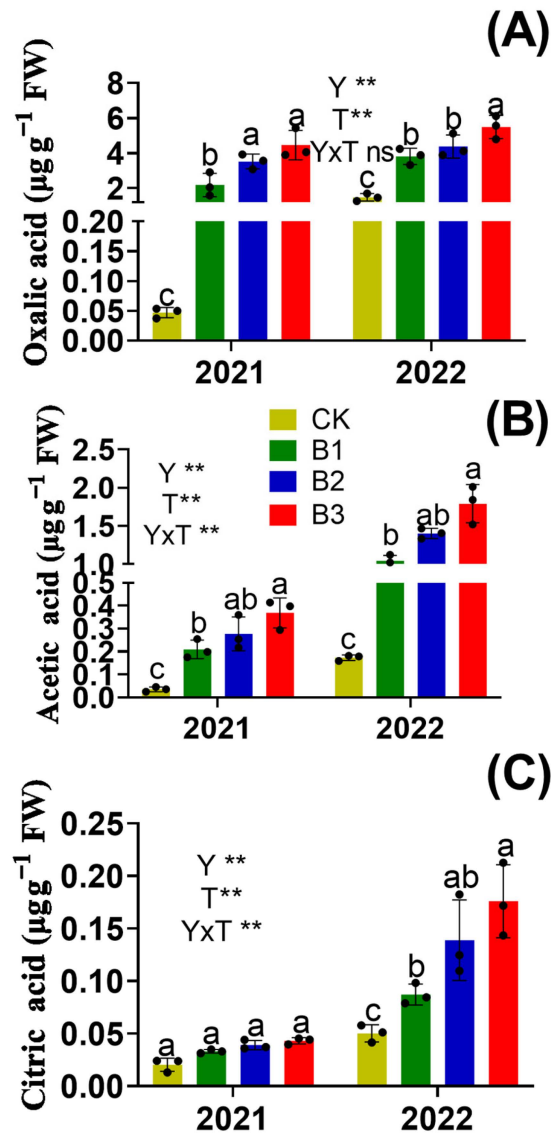 (A)
Oxalic acid (µg g⁻¹ FW)
8
6
4
2
0.20
0.15
0.10
0.05
0.00
Y **
T**
YxT ns
c
b
a
a
c
b
b
a
2021
2022
(B)
Acetic acid (µg g⁻¹ FW)
2.5
2.0
1.5
1.0
0.5
0.4
0.3
0.2
0.1
0.0
Y **
T**
YxT **
CK
B1
B2
B3
c
b
ab
a
c
b
ab
a
2021
2022
(C)
Citric acid (µg g⁻¹ FW)
0.25
0.20
0.15
0.10
0.05
0.00
Y **
T**
YxT **
a
a
a
a
c
b
ab
a
2021
2022